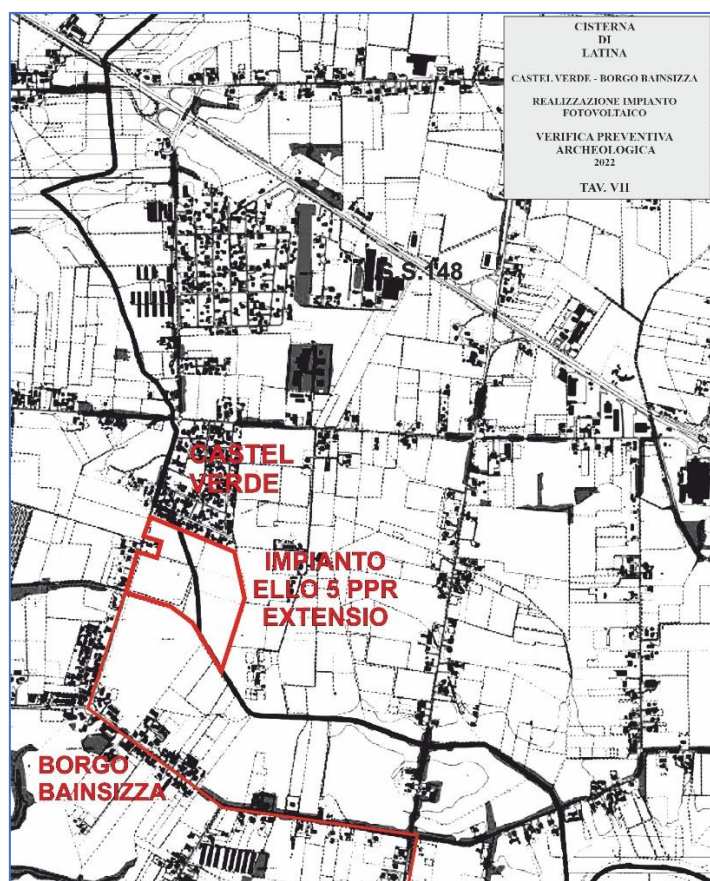 CISTERNA
DI
LATINA
CASTEL VERDE - BORGO BAINSIZZA
REALIZZAZIONE IMPIANTO
FOTOVOLTAICO
VERIFICA PREVENTIVA
ARCHEOLOGICA
2022
TAV. VII
S.S.148
CASTEL
VERDE
IMPIANTO
ELLO 5 PPR
EXTENSIO
BORGO
BAINSIZZA